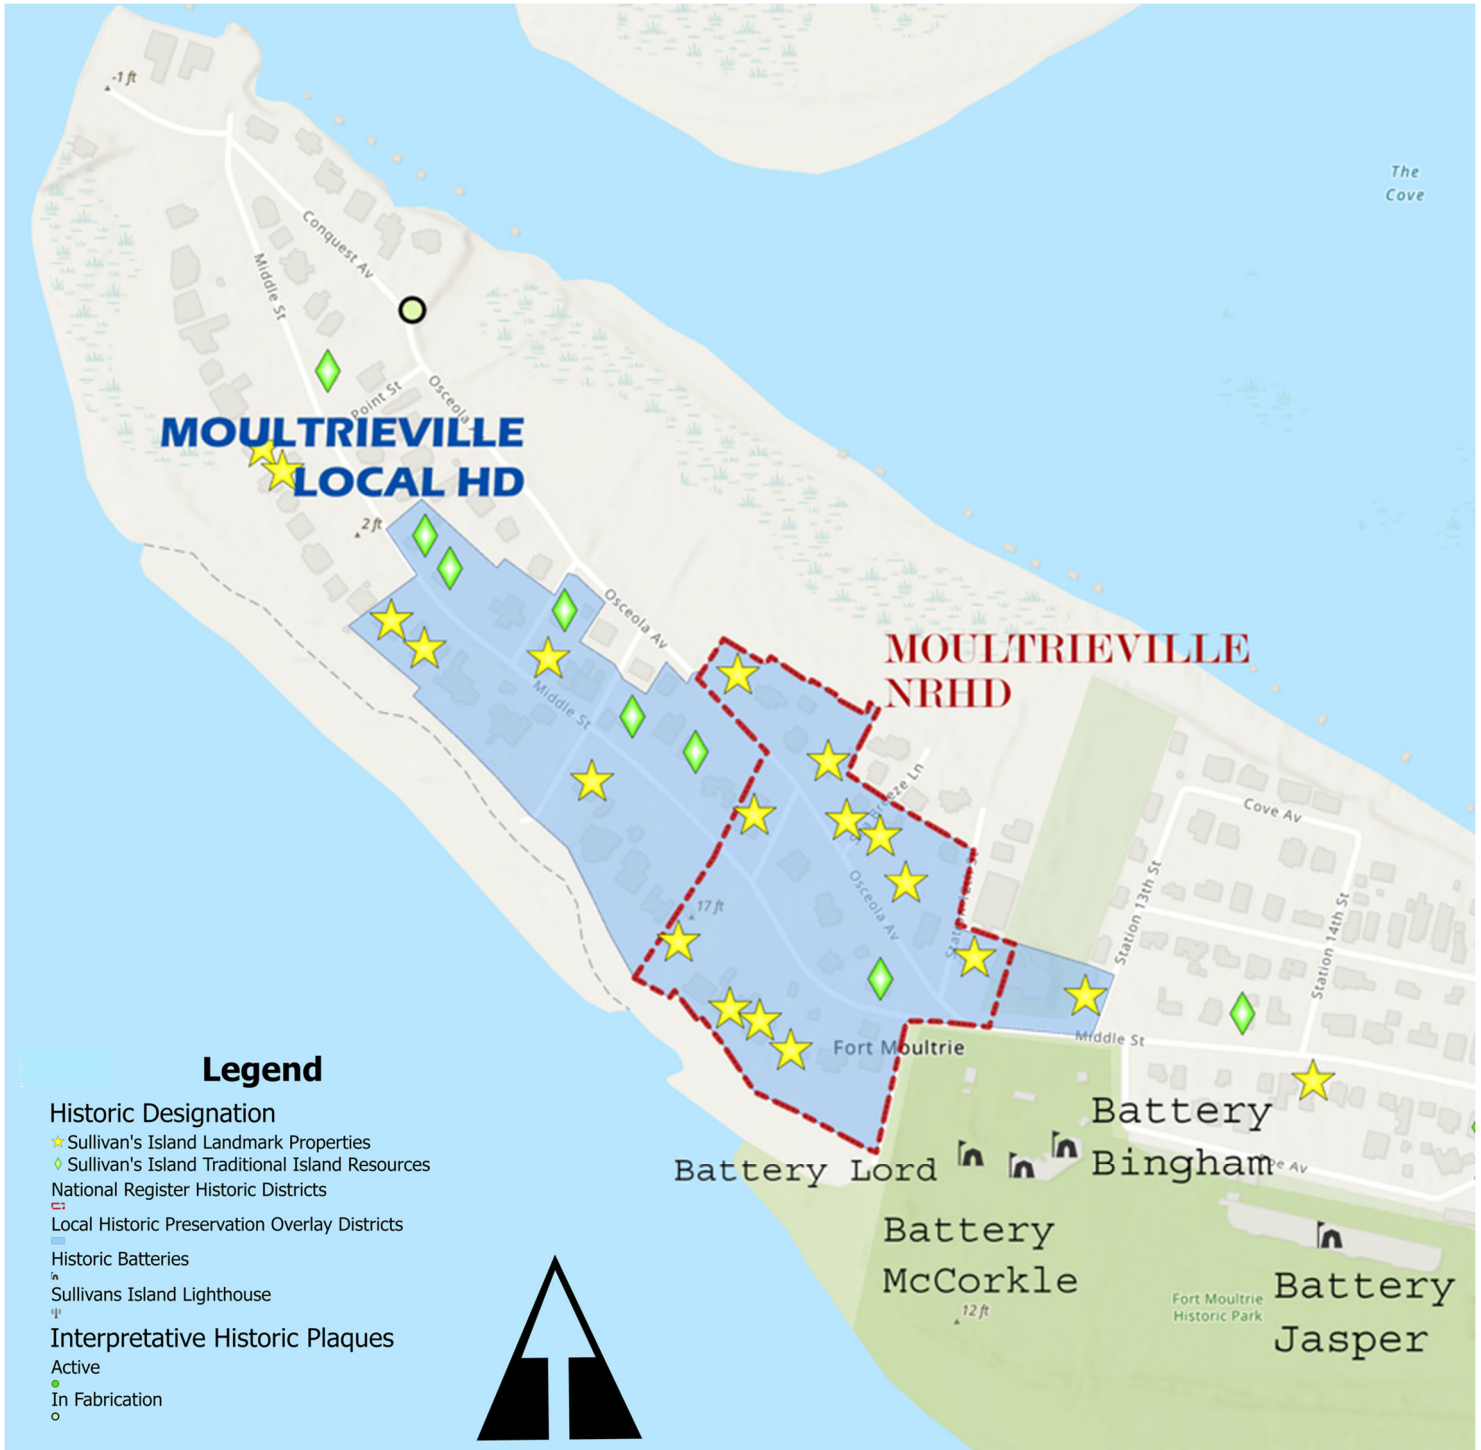 -1 ft
The
Cove
Conquest Av
Middle St
Point St
Osceola
MOULTRIEVILLE
LOCAL HD
2 ft
Osceola Av
MOULTRIEVILLE
NRHD
Middle St
Breeze Ln
Cove Av
Osceola Av
17 ft
Station 13th St
Station 14th St
Middle St
Fort Moultrie
Battery
Bingham
Battery Lord
Battery
McCorkle
12 ft
Fort Moultrie
Historic Park
Battery
Jasper
Legend
Historic Designation
Sullivan's Island Landmark Properties
Sullivan's Island Traditional Island Resources
National Register Historic Districts
Local Historic Preservation Overlay Districts
Historic Batteries
Sullivans Island Lighthouse
Interpretative Historic Plaques
Active
In Fabrication